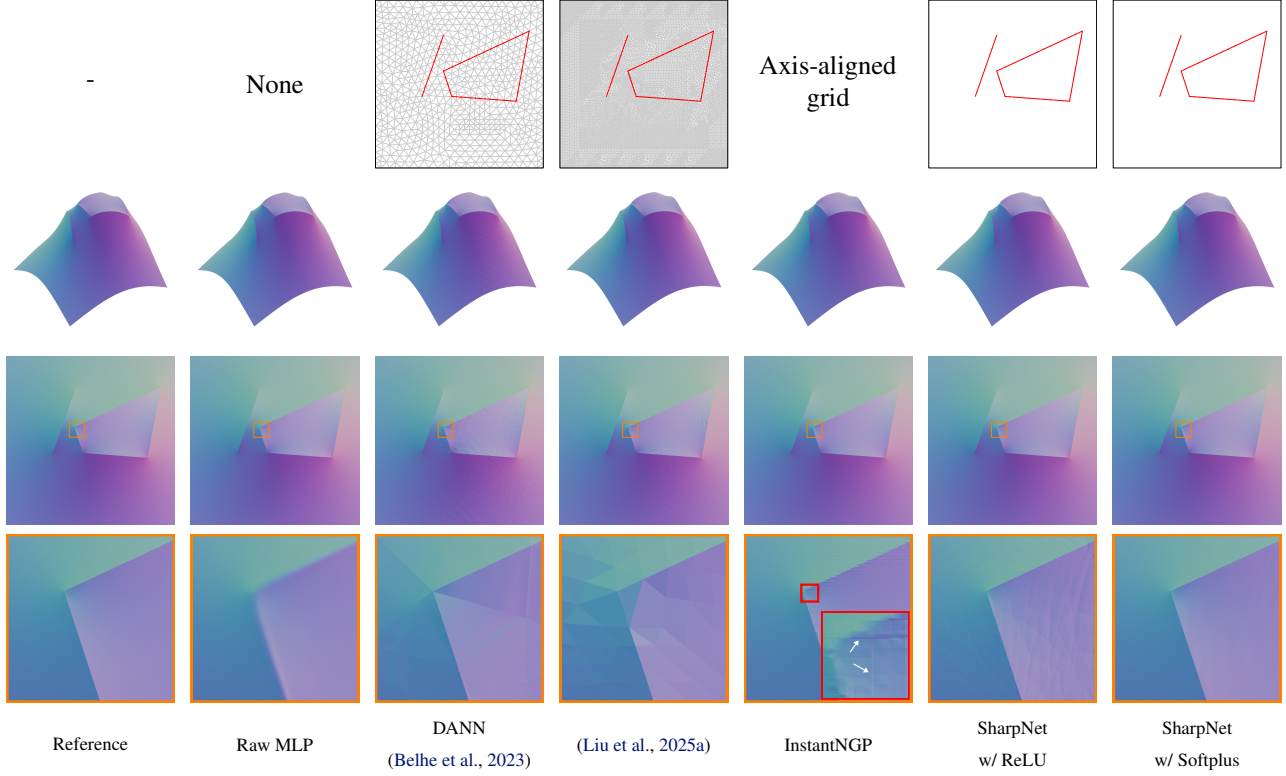 -
None
Axis-aligned
grid
Reference
Raw MLP
DANN
(Belhe et al., 2023)
(Liu et al., 2025a)
InstantNGP
SharpNet
w/ ReLU
SharpNet
w/ Softplus